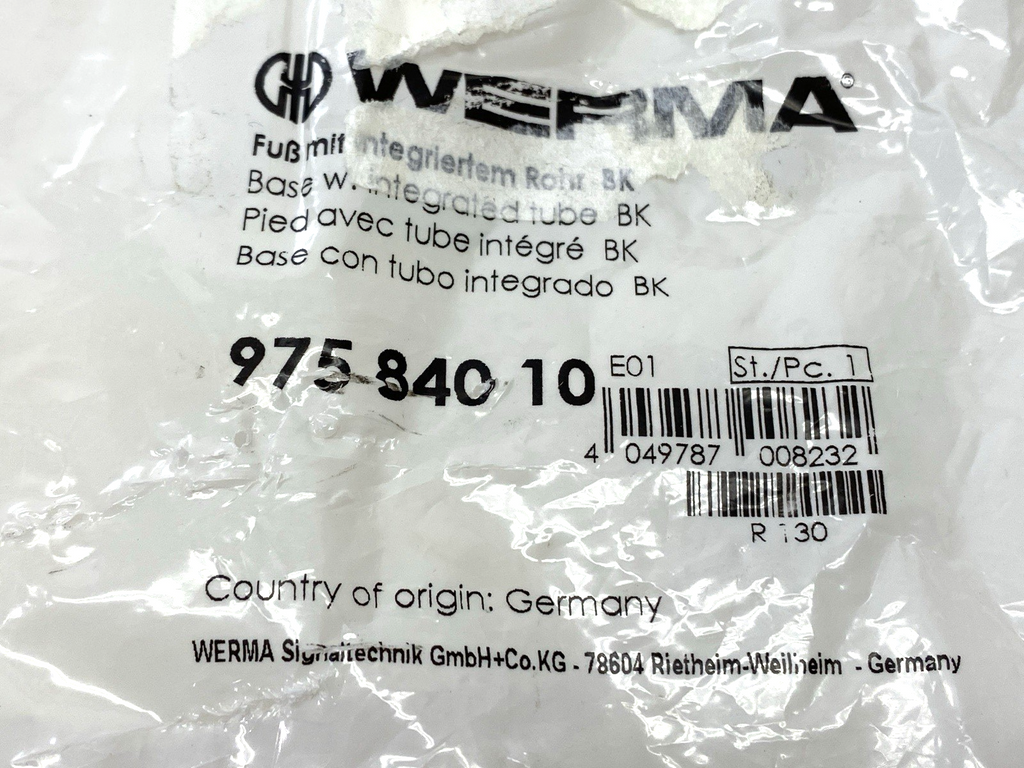 WERMA®
Fuß mit integriertem Rohr BK
Base w. integrated tube BK
Pied avec tube intégré BK
Base con tubo integrado BK
975 840 10
E01
St./Pc. 1
4 049787 008232
R 130
Country of origin: Germany
WERMA Signaltechnik GmbH+Co.KG - 78604 Rietheim-Weilheim - Germany